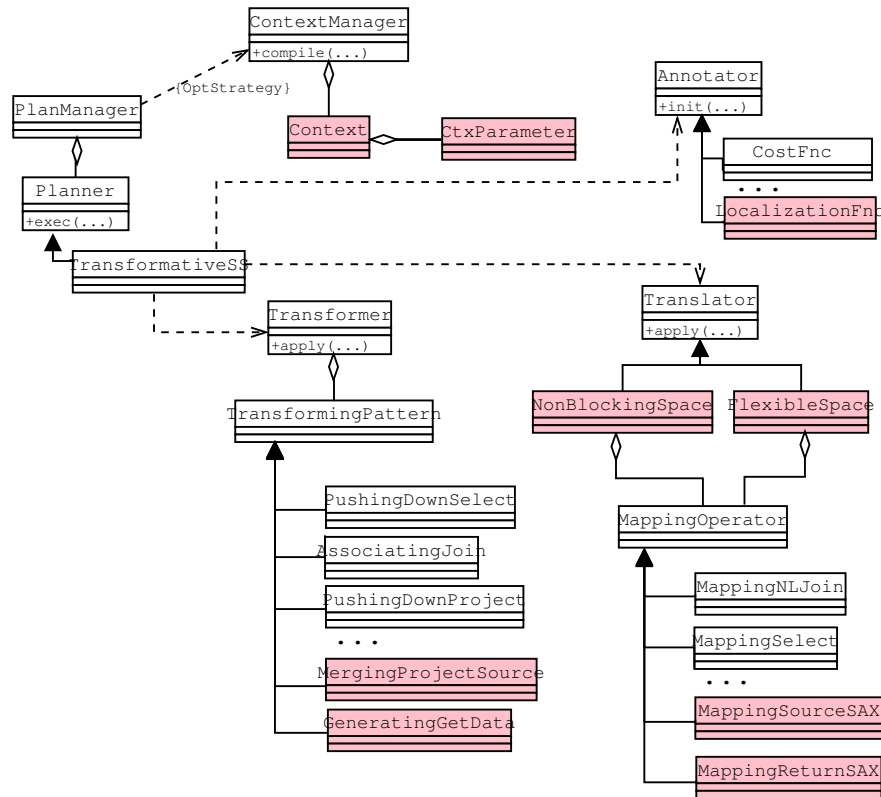 ContextManager
+compile(...)
{OptStrategy}
Annotator
+init(...)
PlanManager
Context
CtxParameter
CostFnc
. . .
Planner
+exec(...)
LocalizationFnc
TransformativeSS
Transformer
+apply(...)
Translator
+apply(...)
TransformingPattern
NonBlockingSpace
FlexibleSpace
PushingDownSelect
MappingOperator
AssociatingJoin
PushingDownProject
MappingNLJoin
. . .
MappingSelect
. . .
MergingProjectSource
MappingSourceSAX
GeneratingGetData
MappingReturnSAX